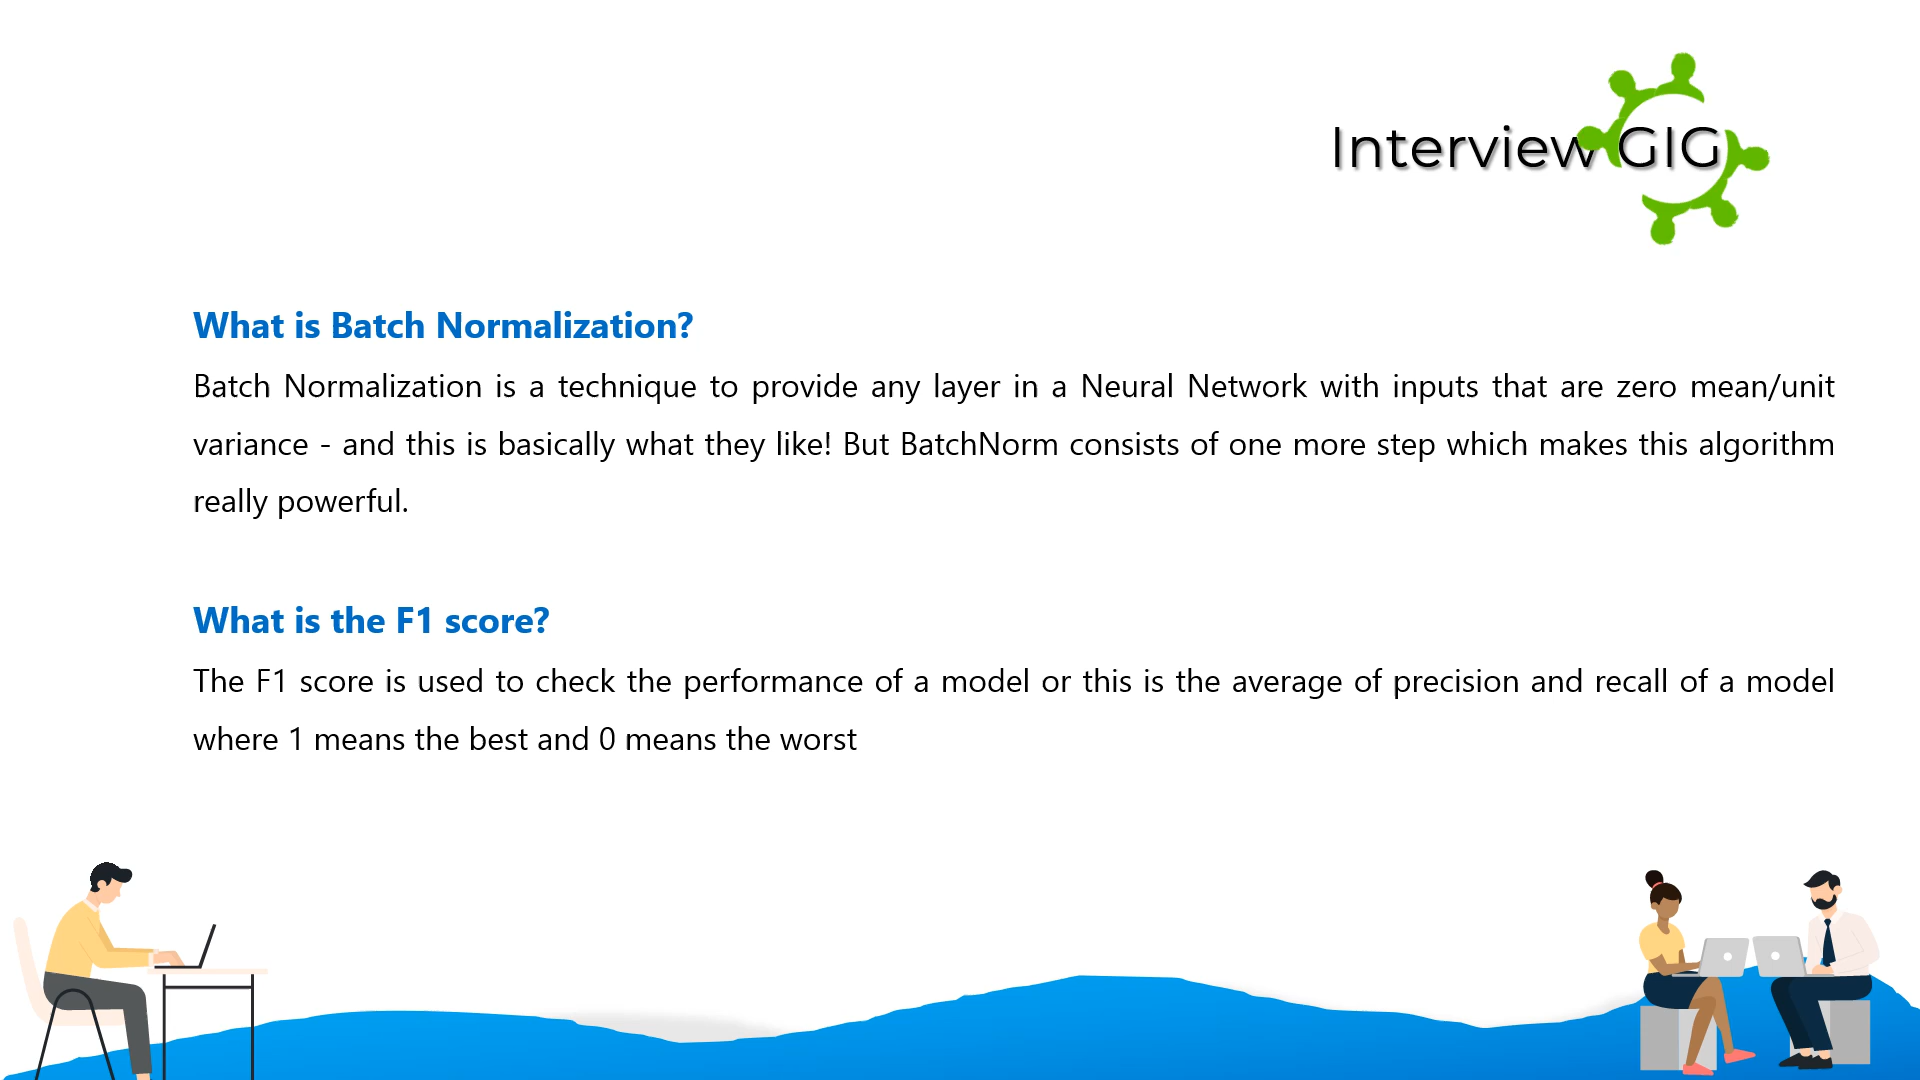 Interview GIG
What is Batch Normalization?
Batch Normalization is a technique to provide any layer in a Neural Network with inputs that are zero mean/unit
variance - and this is basically what they like! But BatchNorm consists of one more step which makes this algorithm
really powerful.
What is the F1 score?
The F1 score is used to check the performance of a model or this is the average of precision and recall of a model
where 1 means the best and 0 means the worst